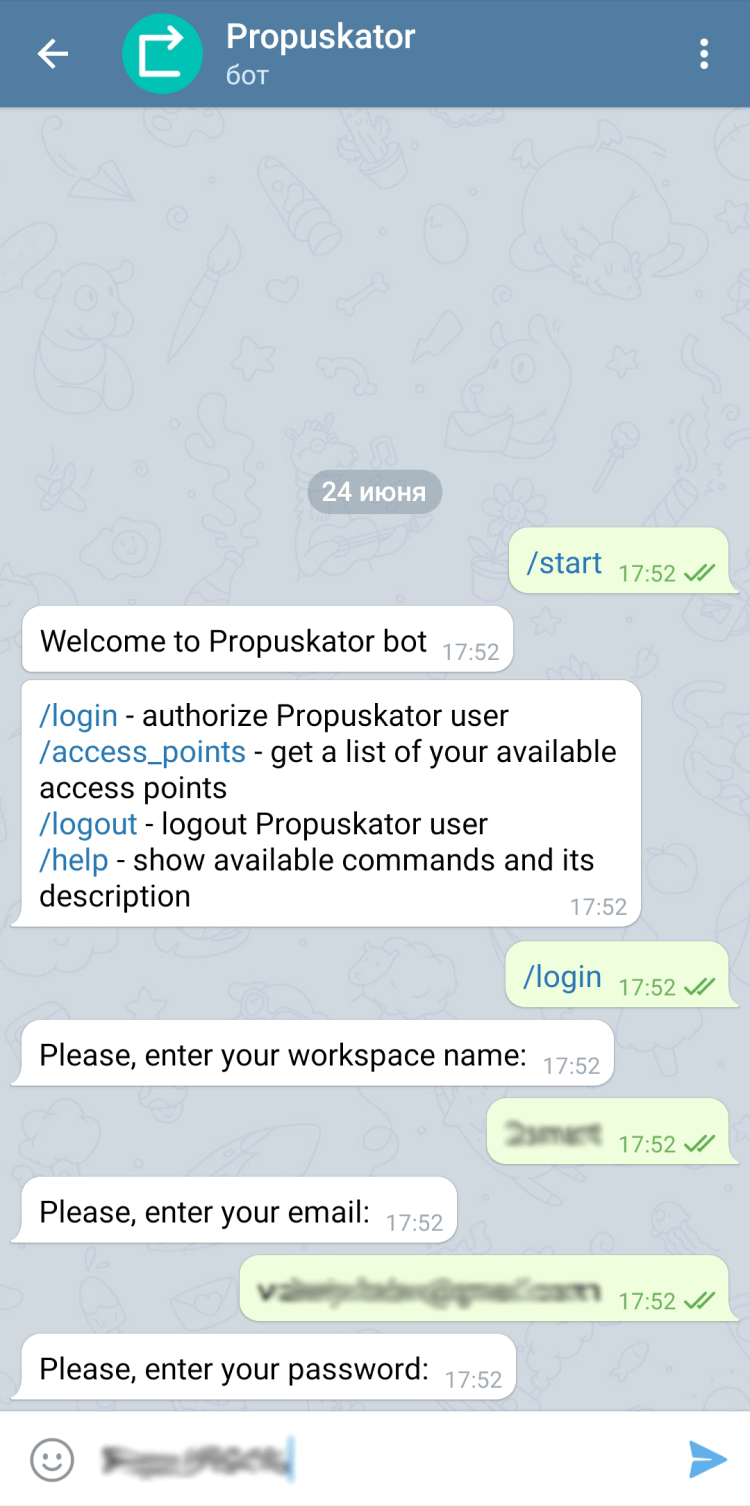 Propuskator
бот
24 июня
/start 17:52
Welcome to Propuskator bot 17:52
/login - authorize Propuskator user
/access_points - get a list of your available
access points
/logout - logout Propuskator user
/help - show available commands and its
description 17:52
/login 17:52
Please, enter your workspace name: 17:52
17:52
Please, enter your email: 17:52
17:52
Please, enter your password: 17:52